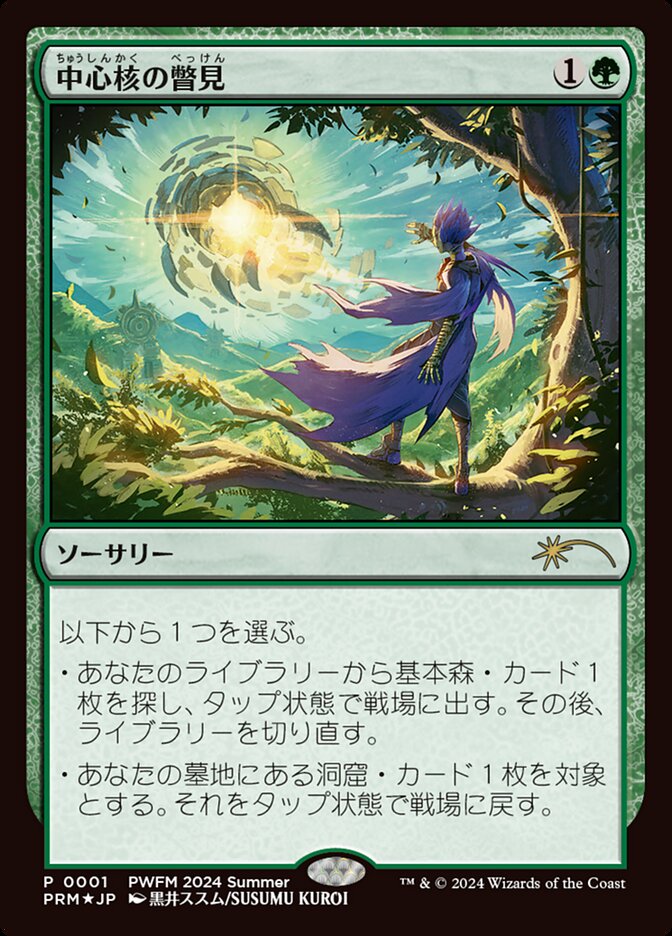 ちゅうしんかく べっけん
中心核の瞥見
1
ソーサリー
以下から1つを選ぶ。
・あなたのライブラリーから基本森・カード1
枚を探し、タップ状態で戦場に出す。その後、
ライブラリーを切り直す。
・あなたの墓地にある洞窟・カード1枚を対象
とする。それをタップ状態で戦場に戻す。
P 0001 PWFM 2024 Summer
PRM★JP 黒井ススム/SUSUMU KUROI
™ & © 2024 Wizards of the Coast